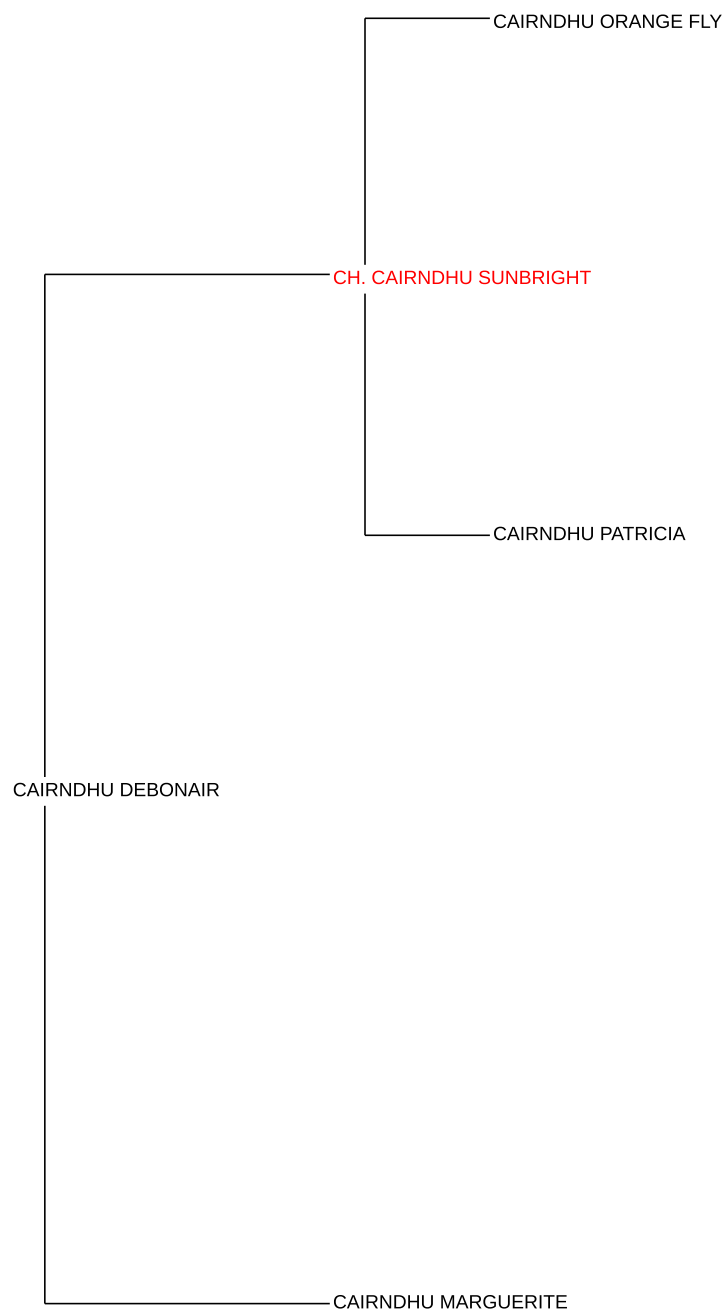 CAIRNDHU ORANGE FLY
CH. CAIRNDHU SUNBRIGHT
CAIRNDHU PATRICIA
CAIRNDHU DEBONAIR
CAIRNDHU MARGUERITE